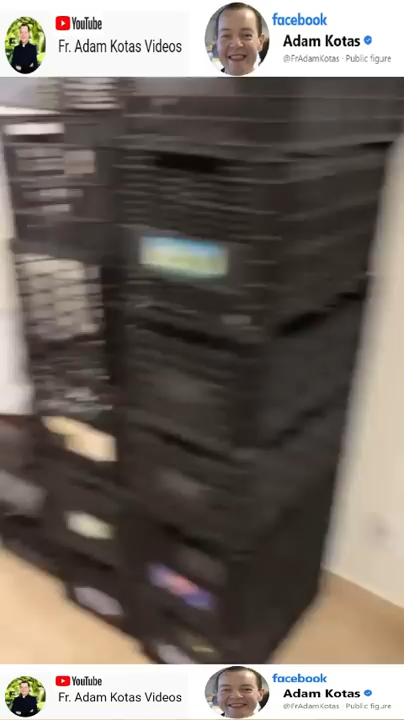 YouTube
Fr. Adam Kotas Videos
facebook
Adam Kotas
@FrAdamKotas · Public figure
YouTube
Fr. Adam Kotas Videos
facebook
Adam Kotas
@FrAdamKotas · Public figure